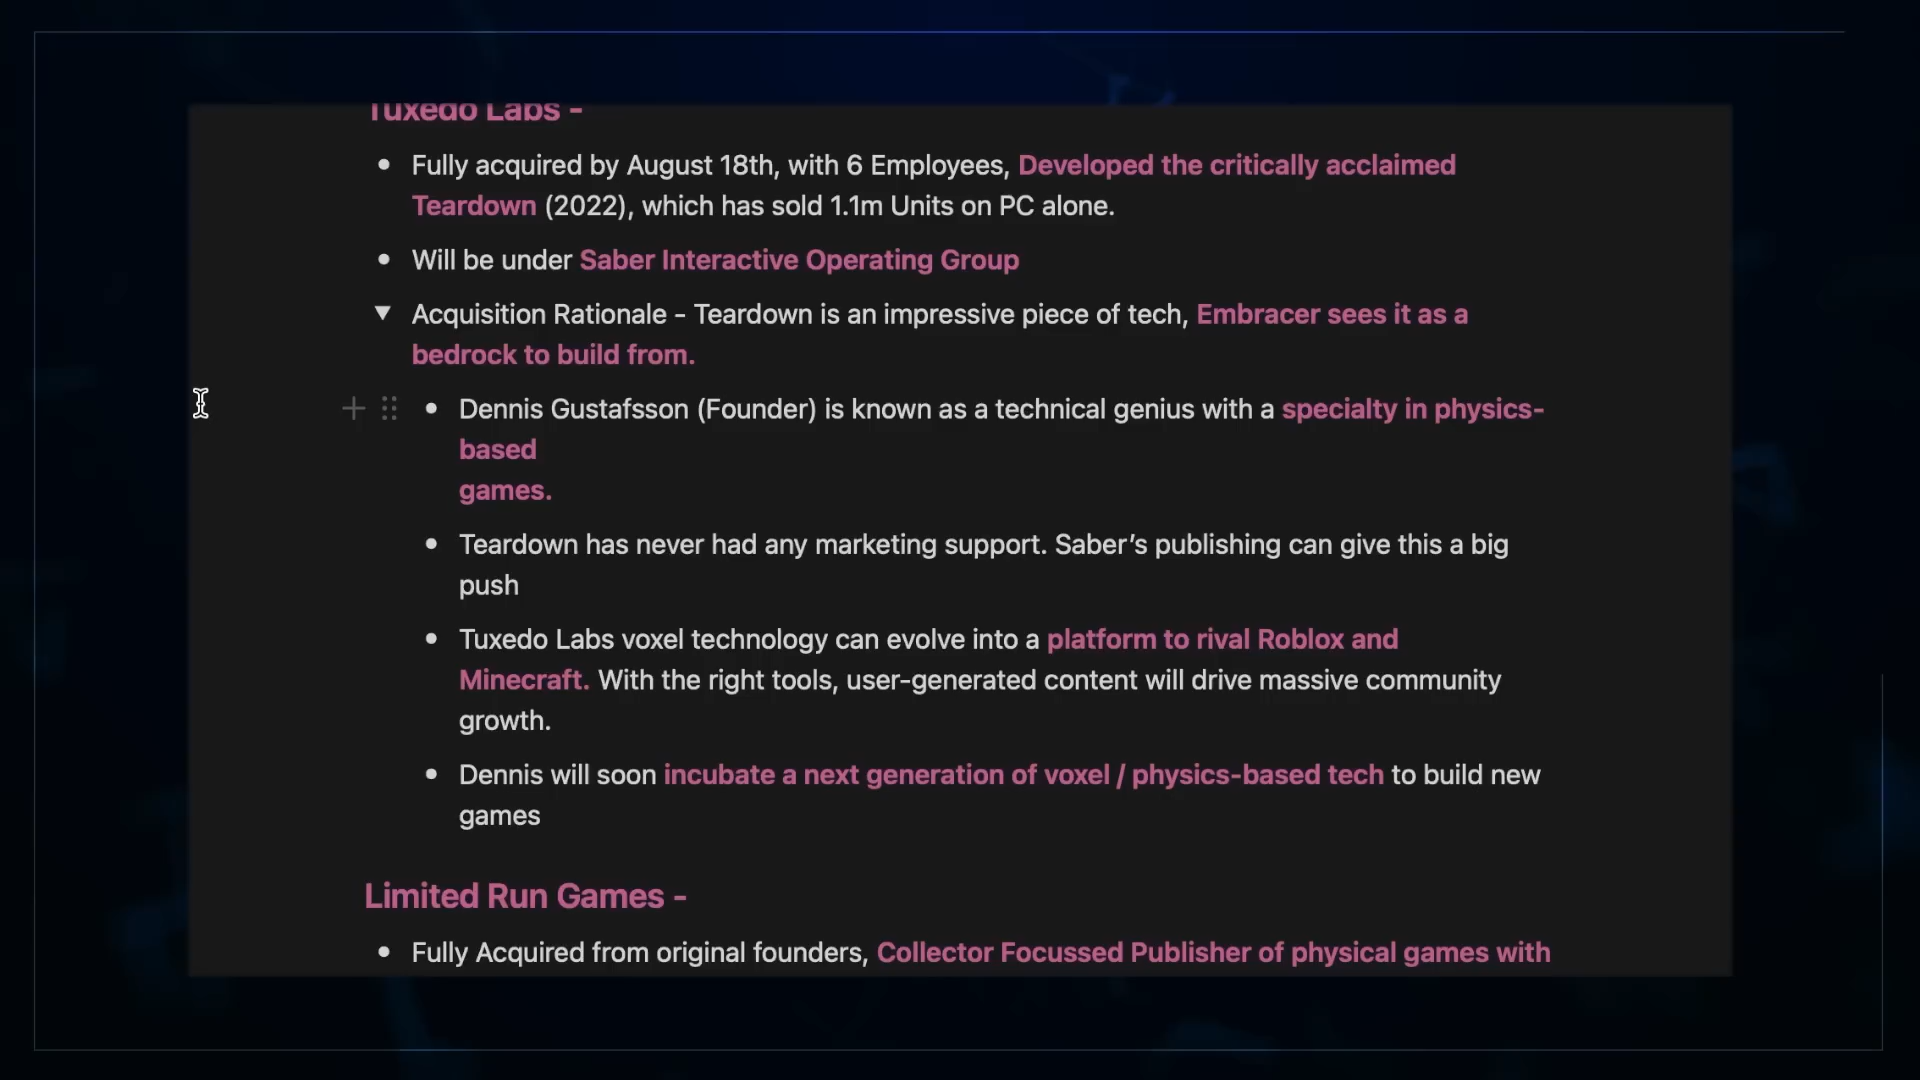 Tuxedo Labs -
• Fully acquired by August 18th, with 6 Employees, Developed the critically acclaimed
Teardown (2022), which has sold 1.1m Units on PC alone.
• Will be under Saber Interactive Operating Group
▼ Acquisition Rationale - Teardown is an impressive piece of tech, Embracer sees it as a
bedrock to build from.
• Dennis Gustafsson (Founder) is known as a technical genius with a specialty in physics-
based
games.
• Teardown has never had any marketing support. Saber’s publishing can give this a big
push
• Tuxedo Labs voxel technology can evolve into a platform to rival Roblox and
Minecraft. With the right tools, user-generated content will drive massive community
growth.
• Dennis will soon incubate a next generation of voxel / physics-based tech to build new
games
Limited Run Games -
• Fully Acquired from original founders, Collector Focussed Publisher of physical games with